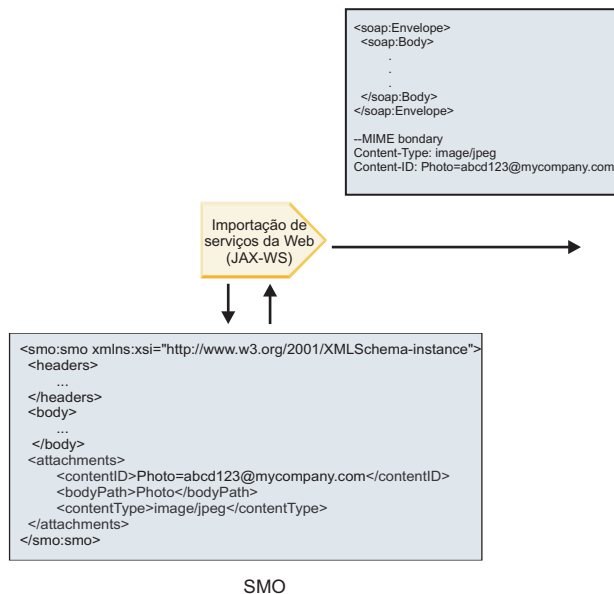 <soap:Envelope>
<soap:Body>
.
.
.
</soap:Body>
</soap:Envelope>
--MIME bondary
Content-Type: image/jpeg
Content-ID: Photo=abcd123@mycompany.com
Importação de
serviços da Web
(JAX-WS)
<smo:smo xmlns:xsi="http://www.w3.org/2001/XMLSchema-instance">
<headers>
...
</headers>
<body>
...
</body>
<attachments>
<contentID>Photo=abcd123@mycompany.com</contentID>
<bodyPath>Photo</bodyPath>
<contentType>image/jpeg</contentType>
</attachments>
</smo:smo>
SMO